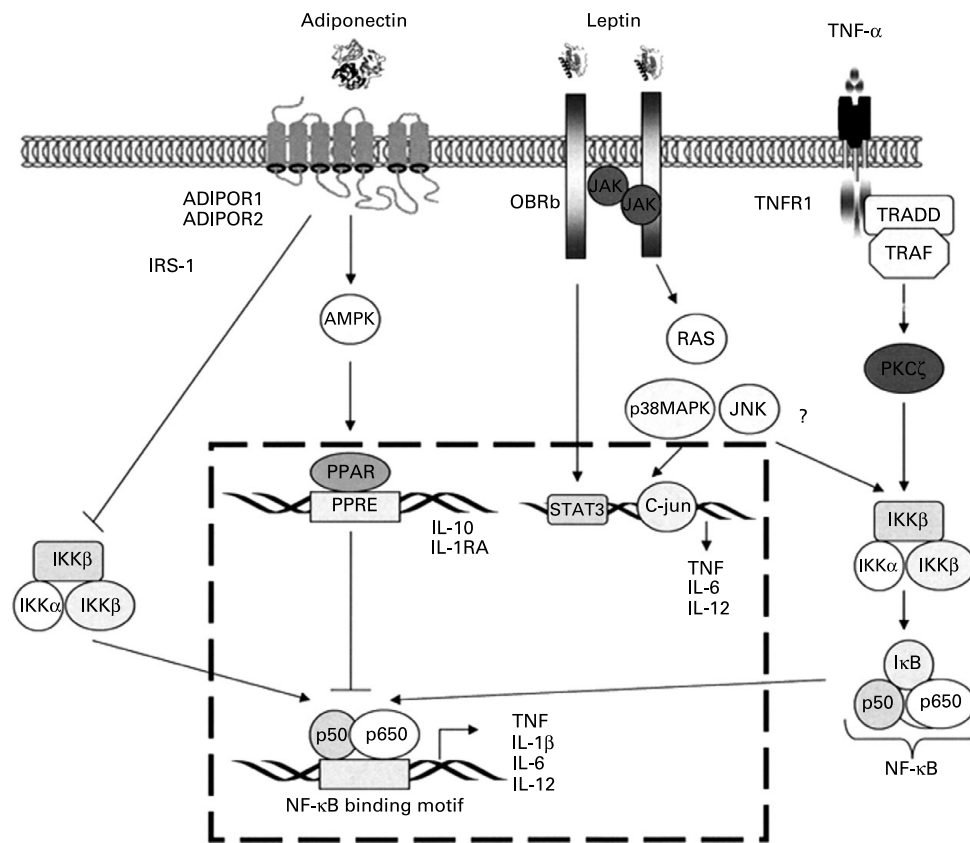 Adiponectin
Leptin
TNF-α
ADIPOR1
ADIPOR2
OBRb
JAK
JAK
TNFR1
TRADD
TRAF
IRS-1
AMPK
RAS
PKCζ
p38MAPK
JNK
?
PPAR
PPRE
IL-10
IL-1RA
STAT3
C-jun
TNF
IL-6
IL-12
IKKβ
IKKα
IKKβ
IKKβ
IKKα
IKKβ
IκB
p50
p650
NF-κB
p50
p650
TNF
IL-1β
IL-6
IL-12
NF-κB binding motif